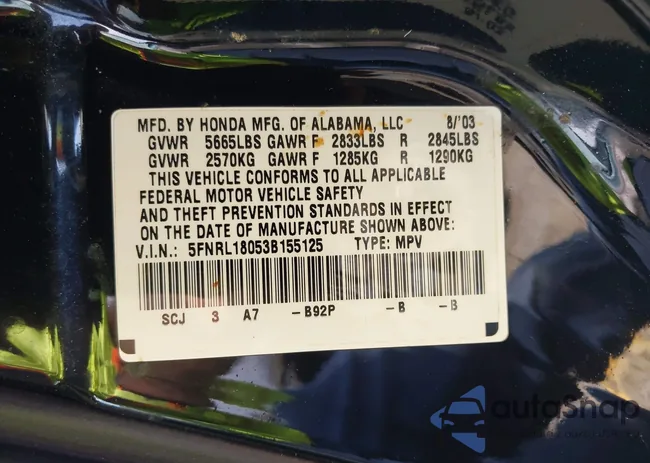 MFD. BY HONDA MFG. OF ALABAMA, LLC 8/'03
GVWR 5665LBS GAWR F 2833LBS R 2845LBS
GVWR 2570KG GAWR F 1285KG R 1290KG
THIS VEHICLE CONFORMS TO ALL APPLICABLE
FEDERAL MOTOR VEHICLE SAFETY
AND THEFT PREVENTION STANDARDS IN EFFECT
ON THE DATE OF MANUFACTURE SHOWN ABOVE:
V.I.N.: 5FNRL18053B155125 TYPE: MPV
SCJ 3 A7 -B92P -B -B
autoSnap